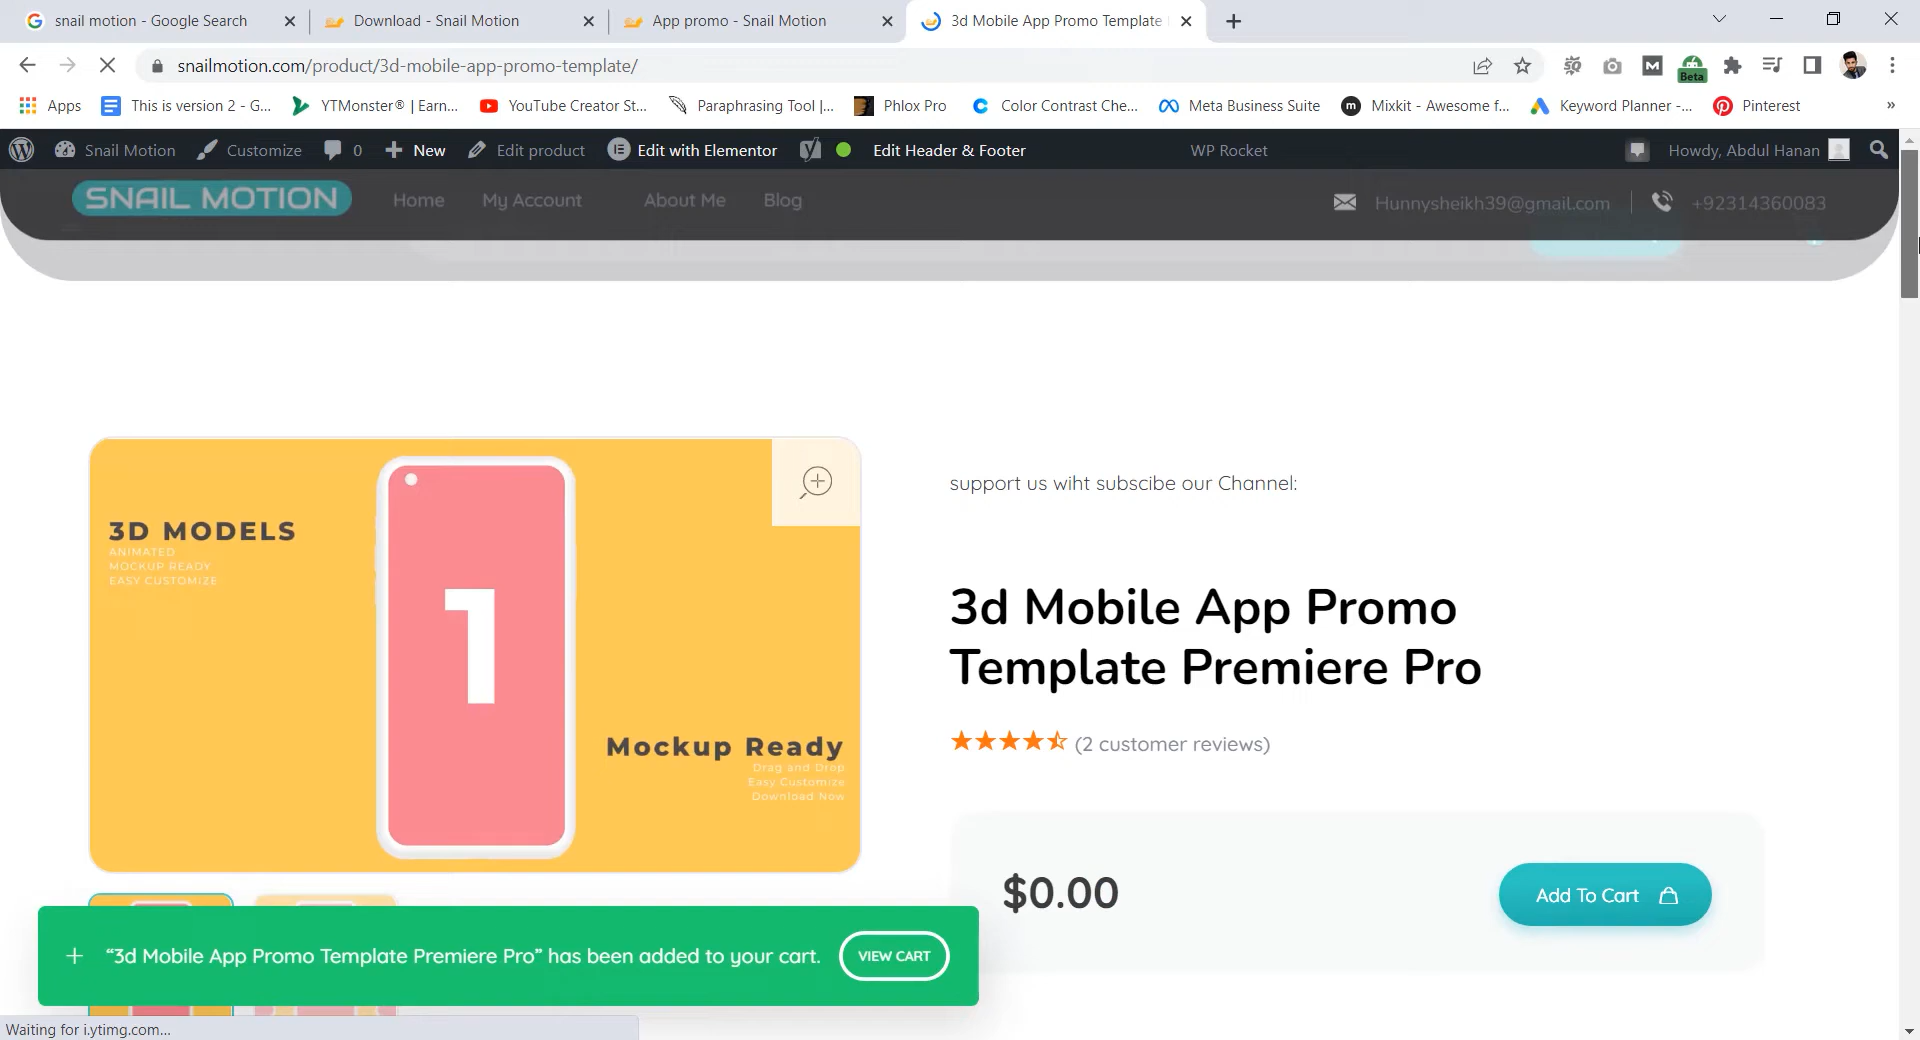 snail motion - Google Search
Download - Snail Motion
App promo - Snail Motion
3d Mobile App Promo Template
snailmotion.com/product/3d-mobile-app-promo-template/
Beta
Apps
This is version 2 - G...
YTMonster® | Earn...
YouTube Creator St...
Paraphrasing Tool |...
Phlox Pro
Color Contrast Che...
Meta Business Suite
Mixkit - Awesome f...
Keyword Planner -...
Pinterest
»
Snail Motion
Customize
0
New
Edit product
Edit with Elementor
Edit Header & Footer
WP Rocket
Howdy, Abdul Hanan
SNAIL MOTION
Home
My Account
About Me
Blog
Hunnysheikh39@gmail.com
+92314360083
3D MODELS
ANIMATED
MOCKUP READY
EASY CUSTOMIZE
1
Mockup Ready
Drag and Drop
Easy Customize
Download Now
support us wiht subscibe our Channel:
3d Mobile App Promo
Template Premiere Pro
(2 customer reviews)
$0.00
Add To Cart
“3d Mobile App Promo Template Premiere Pro” has been added to your cart.
VIEW CART
Waiting for i.ytimg.com...